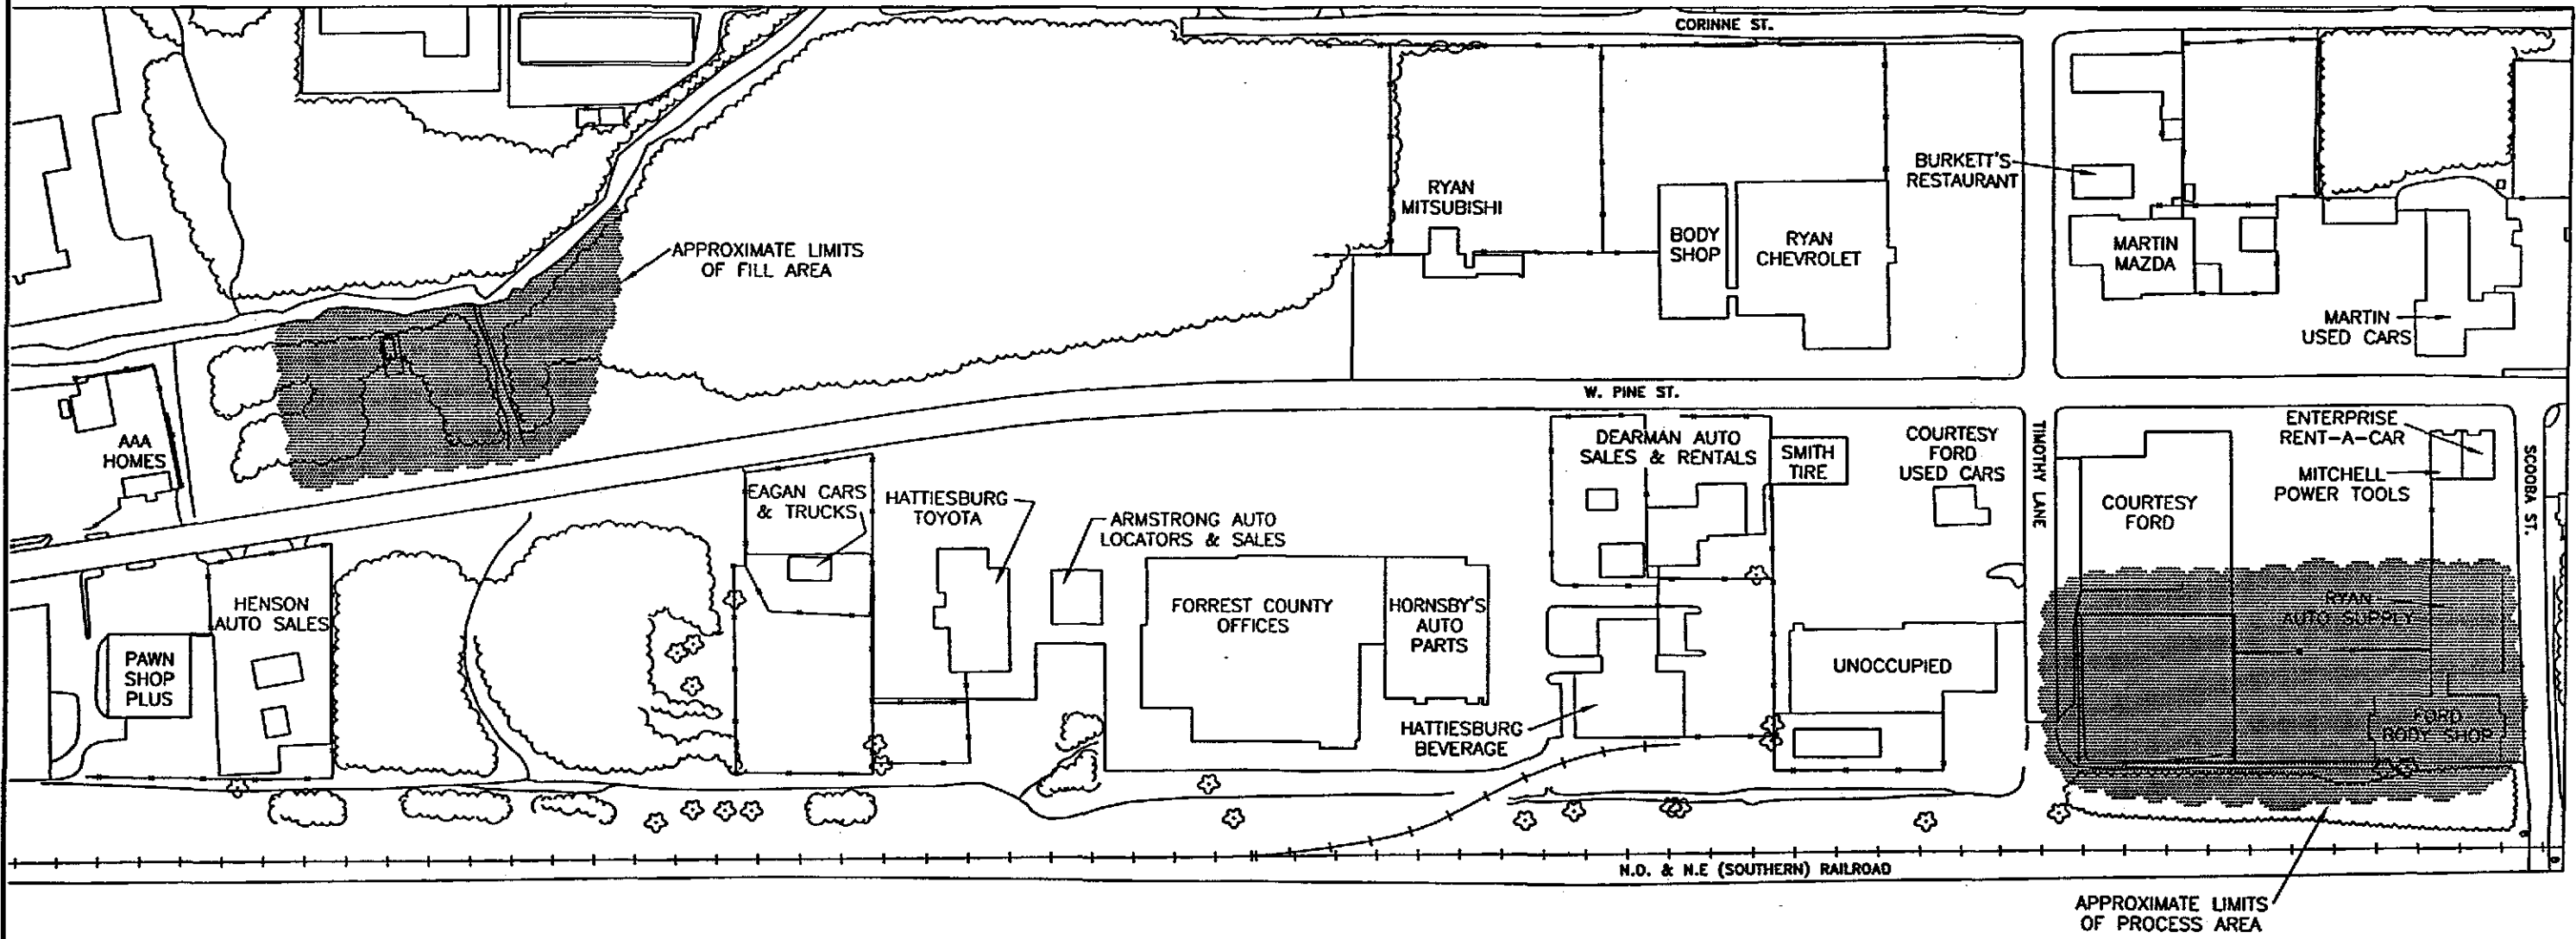 CORINNE ST.
BURKETT'S
RESTAURANT
RYAN
MITSUBISHI
BODY
SHOP
RYAN
CHEVROLET
MARTIN
MAZDA
APPROXIMATE LIMITS
OF FILL AREA
MARTIN
USED CARS
W. PINE ST.
AAA
HOMES
DEARMAN AUTO
SALES & RENTALS
SMITH
TIRE
COURTESY
FORD
USED CARS
TIMOTHY LANE
ENTERPRISE
RENT-A-CAR
MITCHELL
POWER TOOLS
SCOOBA ST.
COURTESY
FORD
EAGAN CARS
& TRUCKS
HATTIESBURG
TOYOTA
ARMSTRONG AUTO
LOCATORS & SALES
HENSON
AUTO SALES
FORREST COUNTY
OFFICES
HORNSBY'S
AUTO
PARTS
RYAN
AUTO SUPPLY
PAWN
SHOP
PLUS
UNOCCUPIED
HATTIESBURG
BEVERAGE
FORD
BODY SHOP
N.O. & N.E (SOUTHERN) RAILROAD
APPROXIMATE LIMITS
OF PROCESS AREA